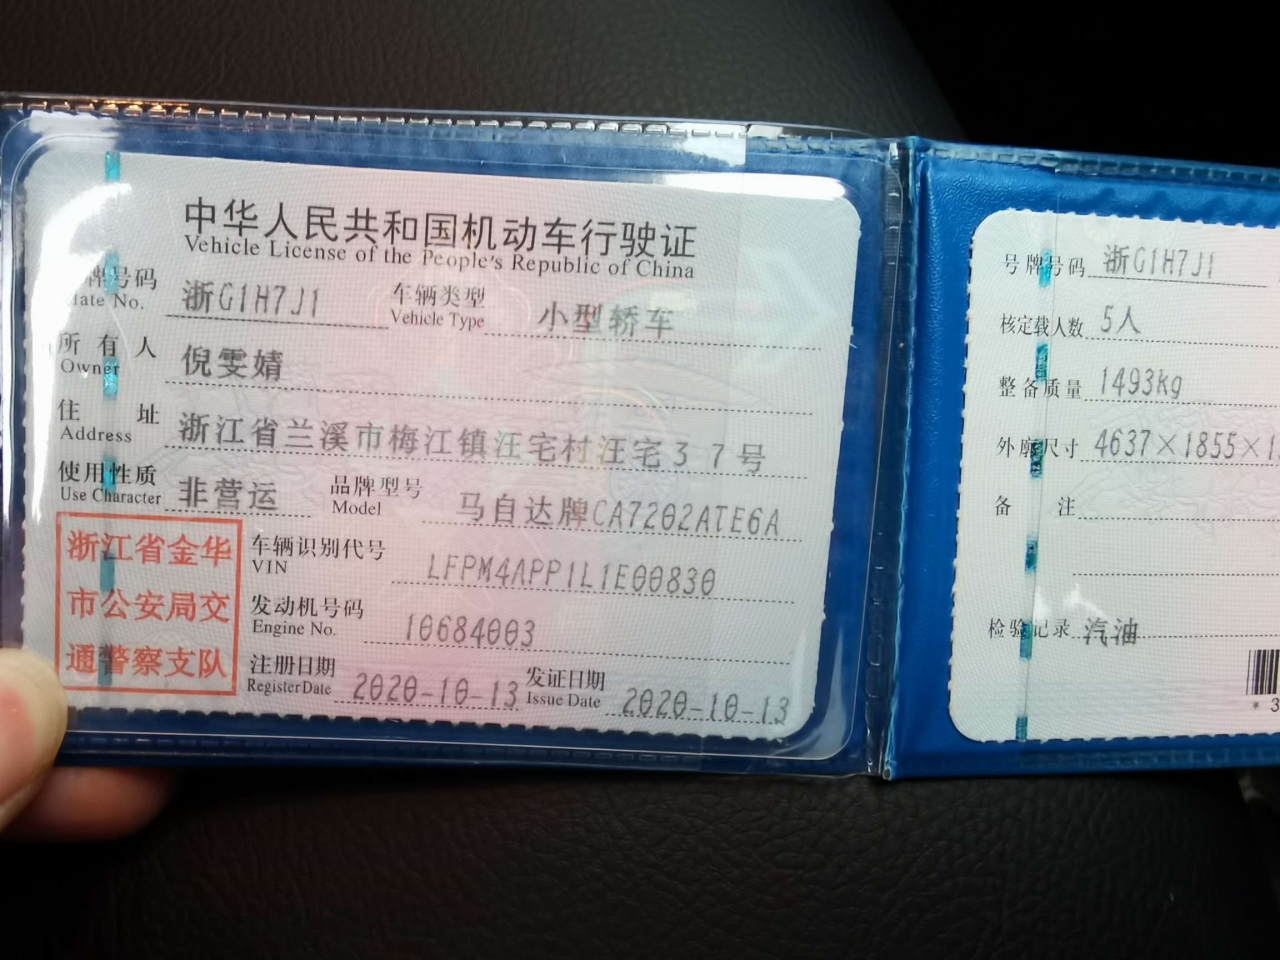 中华人民共和国机动车行驶证
Vehicle License of the People's Republic of China
号牌号码 浙G1H7J1 车辆类型 小型轿车
Plate No. Vehicle Type
所有人 倪雯婧
Owner
住址 浙江省兰溪市梅江镇汪宅村汪宅37号
Address
使用性质 非营运 品牌型号 马自达牌CA7202ATE6A
Use Character Model
浙江省金华
市公安局交
通警察支队
车辆识别代号 LFPM4APP1L1E00830
VIN
发动机号码 10684003
Engine No.
注册日期 2020-10-13 发证日期 2020-10-13
Register Date Issue Date
号牌号码 浙G1H7J1
核定载人数 5人
整备质量 1493kg
外廓尺寸 4637×1855×1
备注
检验记录 汽油